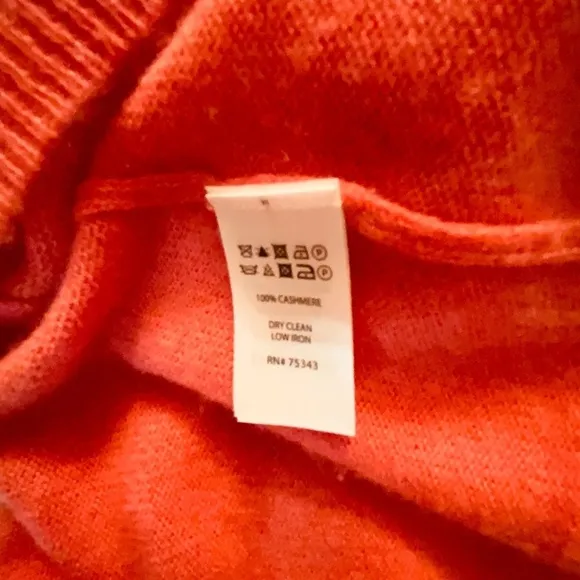 100% CASHMERE
DRY CLEAN
LOW IRON
RN# 75343